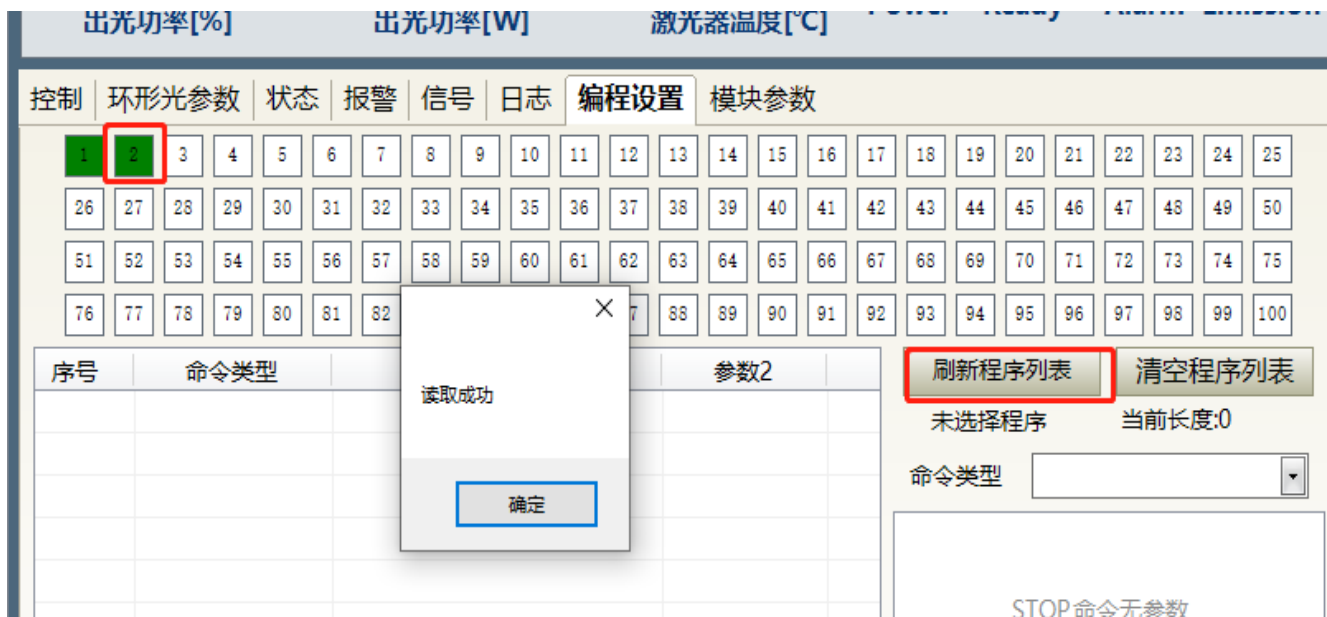 出光功率[%] 出光功率[W] 激光器温度[℃] Power Ready Alarm Emission
控制 环形光参数 状态 报警 信号 日志 编程设置 模块参数
1 2 3 4 5 6 7 8 9 10 11 12 13 14 15 16 17 18 19 20 21 22 23 24 25
26 27 28 29 30 31 32 33 34 35 36 37 38 39 40 41 42 43 44 45 46 47 48 49 50
51 52 53 54 55 56 57 58 59 60 61 62 63 64 65 66 67 68 69 70 71 72 73 74 75
76 77 78 79 80 81 82 7 88 89 90 91 92 93 94 95 96 97 98 99 100
序号 命令类型 参数2 刷新程序列表 清空程序列表
读取成功
未选择程序 当前长度:0
命令类型
确定
STOP命令无参数